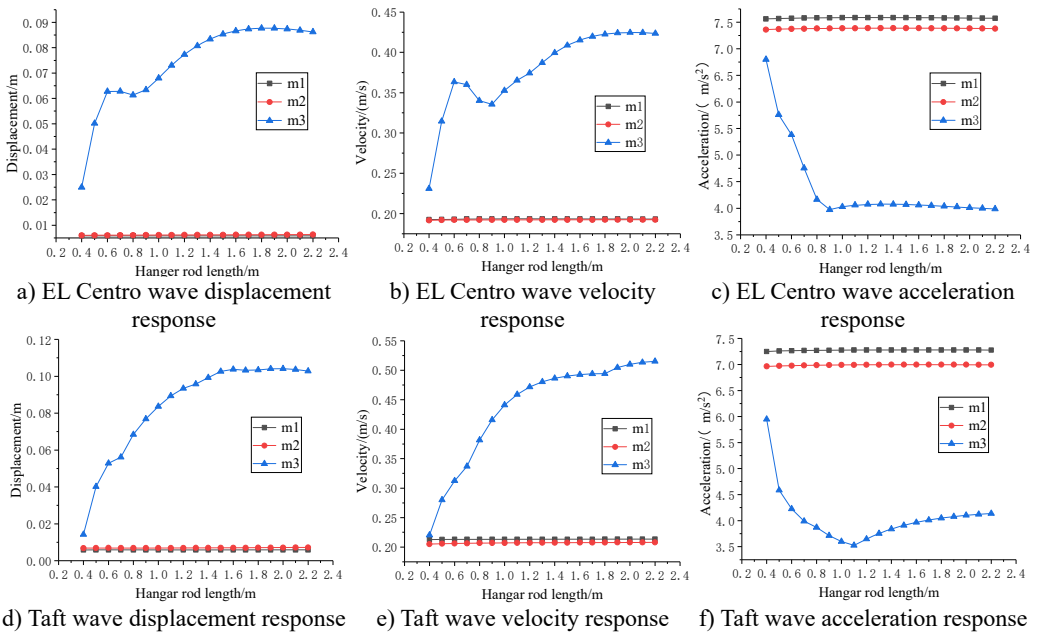 0.09
0.08
0.07
0.06
0.05
0.04
0.03
0.02
0.01
Displacement/m
m1
m2
m3
0.2 0.4 0.6 0.8 1.0 1.2 1.4 1.6 1.8 2.0 2.2 2.4
Hanger rod length/m
a) EL Centro wave displacement
response
0.45
0.40
0.35
0.30
0.25
0.20
Velocity/(m/s)
m1
m2
m3
0.2 0.4 0.6 0.8 1.0 1.2 1.4 1.6 1.8 2.0 2.2 2.4
Hanger rod length/m
b) EL Centro wave velocity
response
7.5
7.0
6.5
6.0
5.5
5.0
4.5
4.0
3.5
Acceleration/( m/s²)
m1
m2
m3
0.2 0.4 0.6 0.8 1.0 1.2 1.4 1.6 1.8 2.0 2.2 2.4
Hanger rod length/m
c) EL Centro wave acceleration
response
0.12
0.10
0.08
0.06
0.04
0.02
0.00
Displacement/m
m1
m2
m3
0.2 0.4 0.6 0.8 1.0 1.2 1.4 1.6 1.8 2.0 2.2 2.4
Hangar rod length/m
d) Taft wave displacement response
0.55
0.50
0.45
0.40
0.35
0.30
0.25
0.20
Velocity/(m/s)
m1
m2
m3
0.2 0.4 0.6 0.8 1.0 1.2 1.4 1.6 1.8 2.0 2.2 2.4
Hangar rod length/m
e) Taft wave velocity response
7.5
7.0
6.5
6.0
5.5
5.0
4.5
4.0
3.5
Acceleration/( m/s²)
m1
m2
m3
0.2 0.4 0.6 0.8 1.0 1.2 1.4 1.6 1.8 2.0 2.2 2.4
Hangar rod length/m
f) Taft wave acceleration response